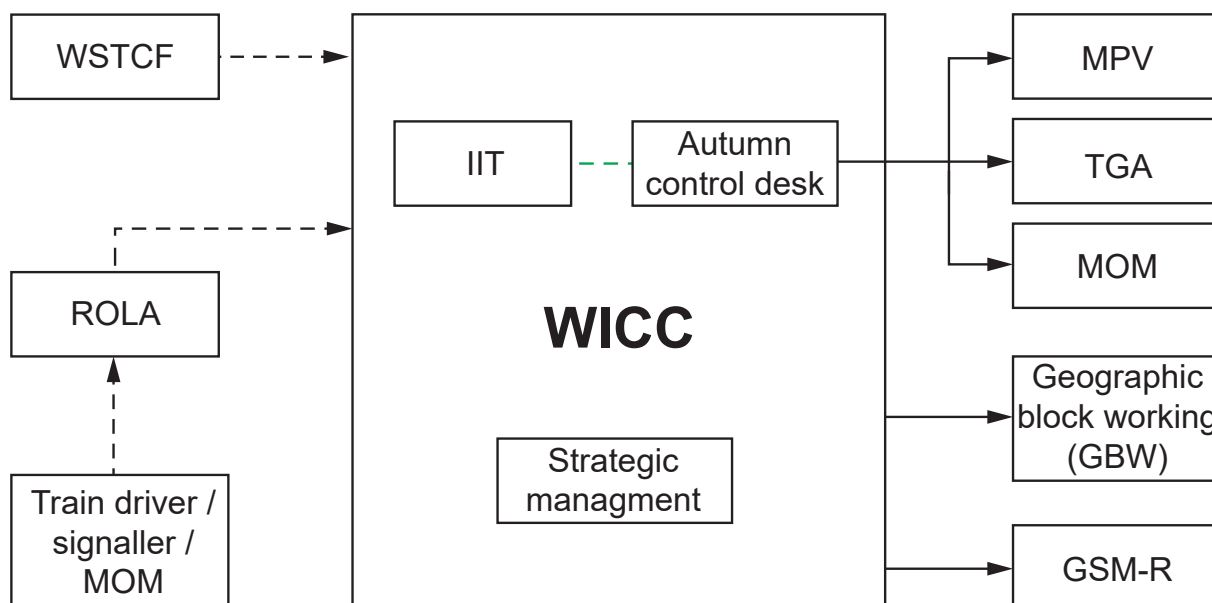 WSTCF
ROLA
Train driver /
signaller /
MOM
IIT
Autumn
control desk
WICC
Strategic
managment
MPV
TGA
MOM
Geographic
block working
(GBW)
GSM-R